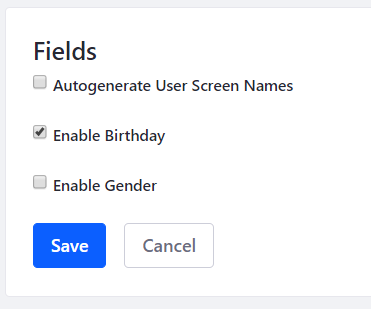 Fields
Autogenerate User Screen Names
Enable Birthday
Enable Gender
Save Cancel